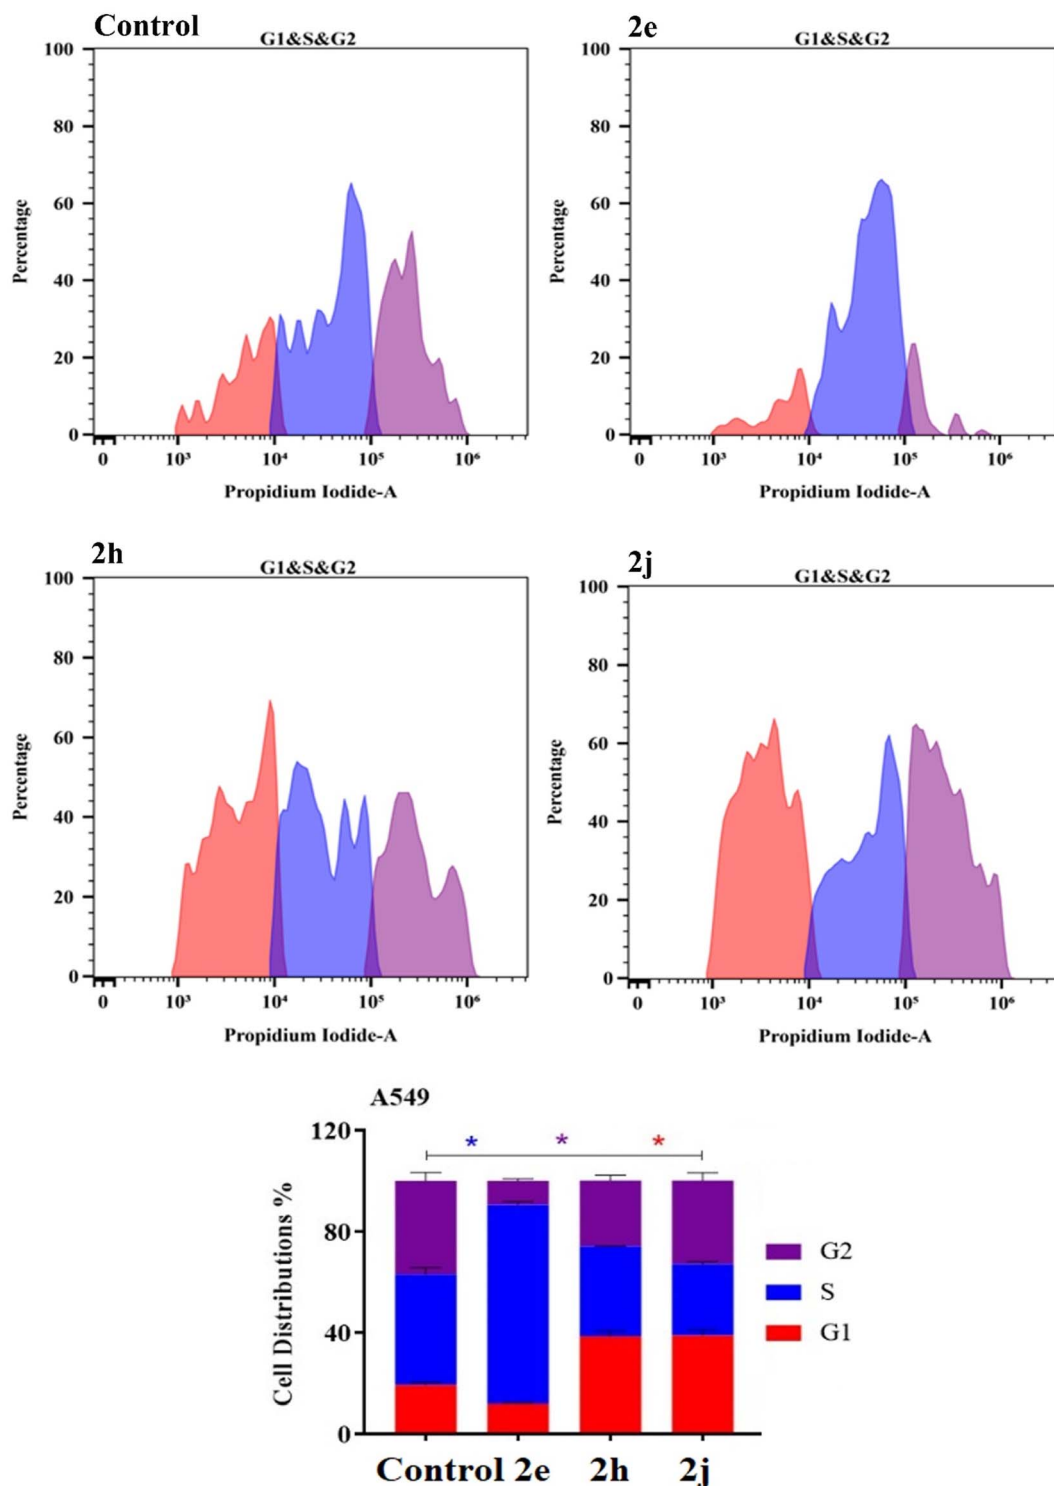 Control
G1&S&G2
100
80
60
40
20
0
Percentage
0 10³ 10⁴ 10⁵ 10⁶
Propidium Iodide-A
2e
G1&S&G2
100
80
60
40
20
0
Percentage
0 10³ 10⁴ 10⁵ 10⁶
Propidium Iodide-A
2h
G1&S&G2
100
80
60
40
20
0
Percentage
0 10³ 10⁴ 10⁵ 10⁶
Propidium Iodide-A
2j
G1&S&G2
100
80
60
40
20
0
Percentage
0 10³ 10⁴ 10⁵ 10⁶
Propidium Iodide-A
A549
120
80
40
0
Cell Distributions %
* * *
G2
S
G1
Control 2e 2h 2j